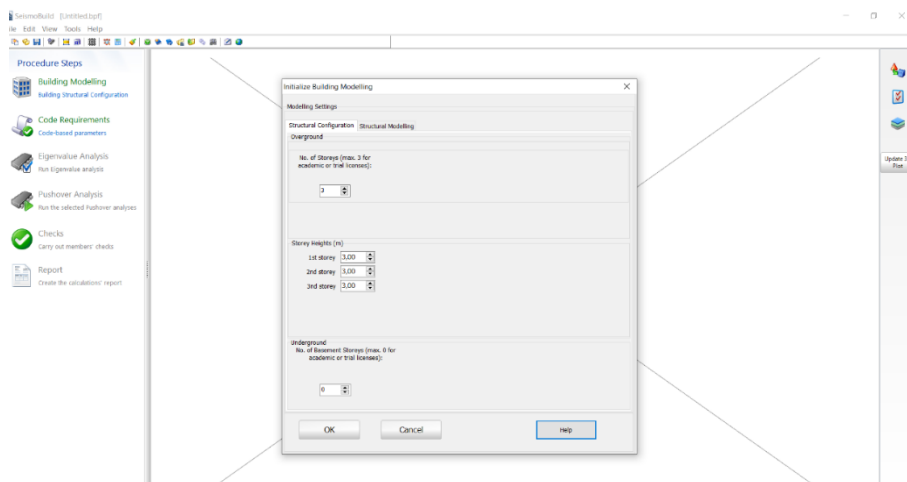 SeismoBuild [Untitled.bpf]
le Edit View Tools Help
Procedure Steps
Building Modelling
Building Structural Configuration
Code Requirements
Code-based parameters
Eigenvalue Analysis
Run Eigenvalue analysis
Pushover Analysis
Run the selected Pushover analyses
Checks
Carry out members' checks
Report
Create the calculations' report
Initialize Building Modelling
Modelling Settings
Structural Configuration Structural Modelling
Overground
No. of Storeys (max. 3 for
academic or trial licenses):
3
Storey Heights (m)
1st storey 3,00
2nd storey 3,00
3rd storey 3,00
Underground
No. of Basement Storeys (max. 0 for
academic or trial licenses):
0
OK Cancel Help
Update 3
Plot